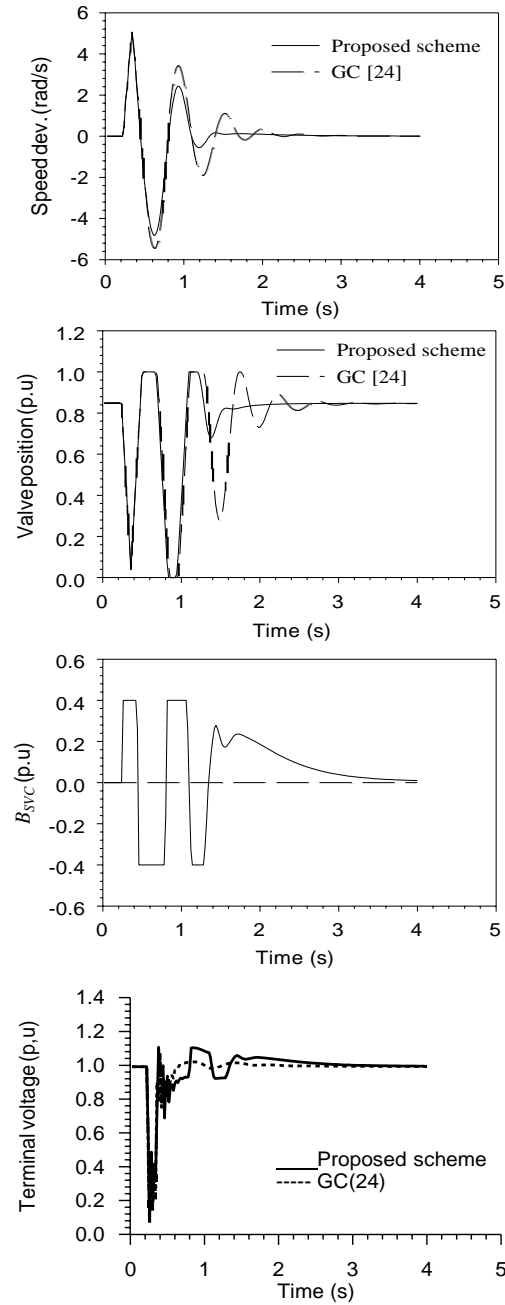 6
4
2
0
-2
-4
-6
Speed dev. (rad/s)
Proposed scheme
GC [24]
0 1 2 3 4 5
Time (s)
1.2
1.0
0.8
0.6
0.4
0.2
0.0
Valveposition (p.u)
Proposed scheme
GC [24]
0 1 2 3 4 5
Time (s)
0.6
0.4
0.2
0.0
-0.2
-0.4
-0.6
BSVC (p.u)
0 1 2 3 4 5
Time (s)
1.4
1.2
1.0
0.8
0.6
0.4
0.2
0.0
Terminal voltage (p,u)
Proposed scheme
GC(24)
0 1 2 3 4 5
Time (s)